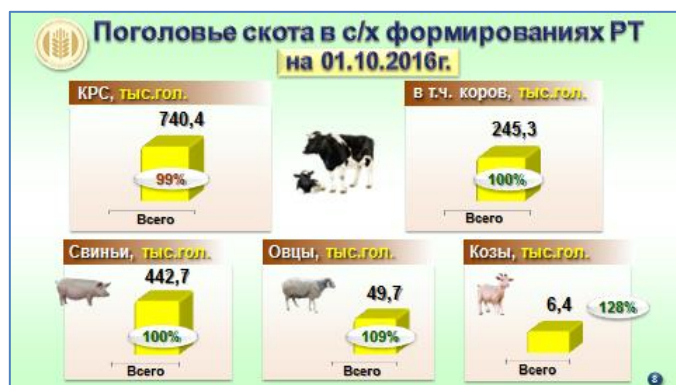 Поголовье скота в с/х формированиях РТ
на 01.10.2016г.
КРС, тыс.гол.
740,4
99%
Всего
в т.ч. коров, тыс.гол.
245,3
100%
Всего
Свиньи, тыс.гол.
442,7
100%
Всего
Овцы, тыс.гол.
49,7
109%
Всего
Козы, тыс.гол.
6,4
128%
Всего
8